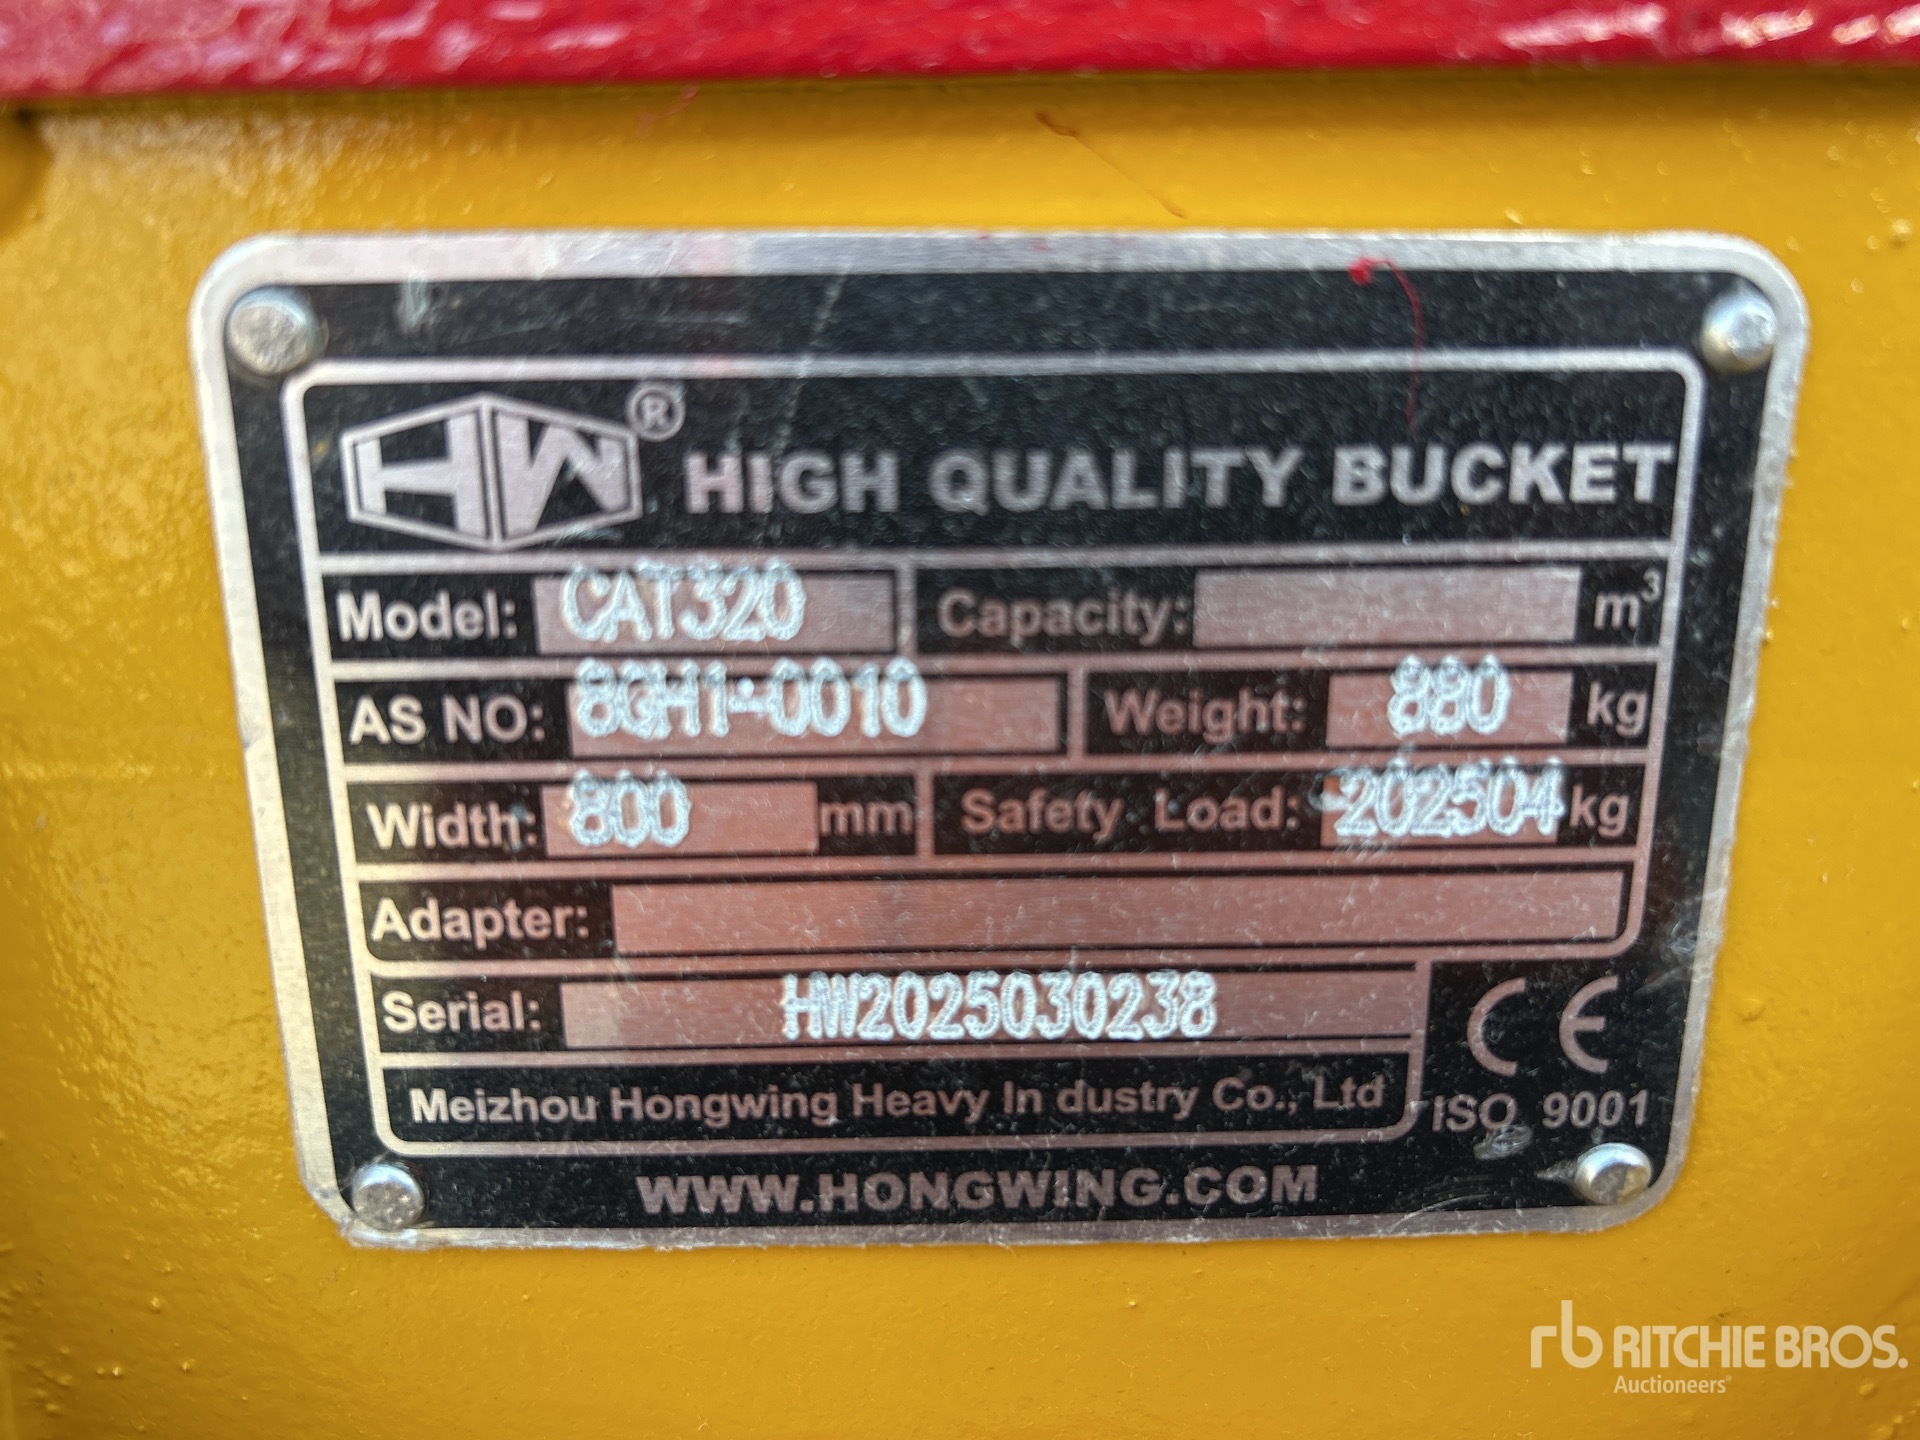 HW® HIGH QUALITY BUCKET
Model: CAT320 Capacity: m³
AS NO: 8GH1-0010 Weight: 880 kg
Width: 800 mm Safety Load: 202504 kg
Adapter:
Serial: HW2025030238
CE
Meizhou Hongwing Heavy In dustry Co., Ltd ISO 9001
WWW.HONGWING.COM
rb RITCHIE BROS.
Auctioneers